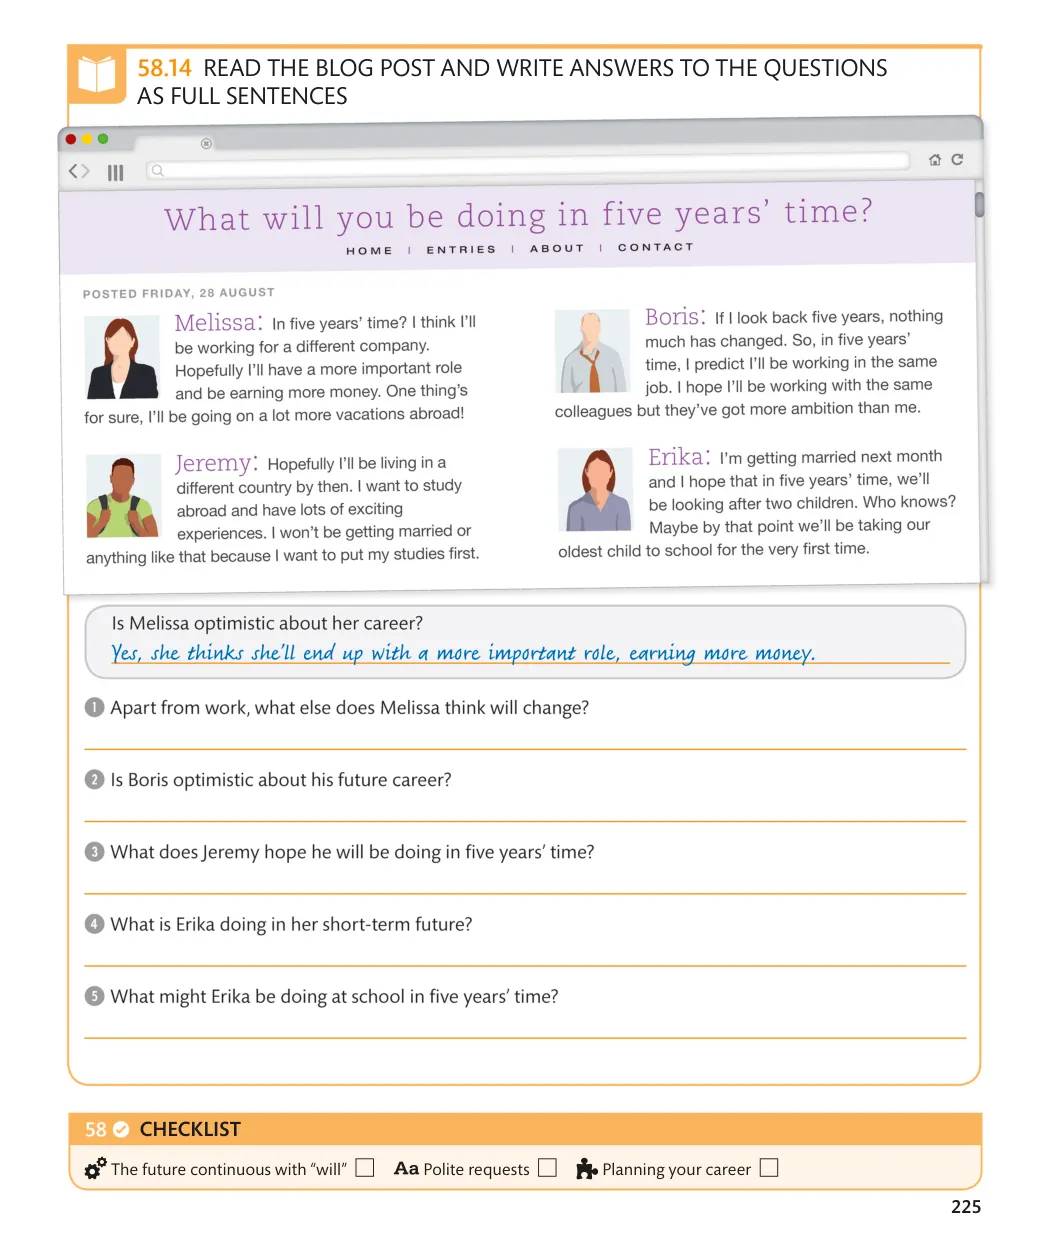 58.14 READ THE BLOG POST AND WRITE ANSWERS TO THE QUESTIONS
AS FULL SENTENCES
What will you be doing in five years’ time?
HOME | ENTRIES | ABOUT | CONTACT
POSTED FRIDAY, 28 AUGUST
Melissa: In five years’ time? I think I’ll
be working for a different company.
Hopefully I’ll have a more important role
and be earning more money. One thing’s
for sure, I’ll be going on a lot more vacations abroad!
Jeremy: Hopefully I’ll be living in a
different country by then. I want to study
abroad and have lots of exciting
experiences. I won’t be getting married or
anything like that because I want to put my studies first.
Boris: If I look back five years, nothing
much has changed. So, in five years’
time, I predict I’ll be working in the same
job. I hope I’ll be working with the same
colleagues but they’ve got more ambition than me.
Erika: I’m getting married next month
and I hope that in five years’ time, we’ll
be looking after two children. Who knows?
Maybe by that point we’ll be taking our
oldest child to school for the very first time.
Is Melissa optimistic about her career?
Yes, she thinks she’ll end up with a more important role, earning more money.
1 Apart from work, what else does Melissa think will change?
2 Is Boris optimistic about his future career?
3 What does Jeremy hope he will be doing in five years’ time?
4 What is Erika doing in her short-term future?
5 What might Erika be doing at school in five years’ time?
58 CHECKLIST
The future continuous with “will” Aa Polite requests Planning your career
225